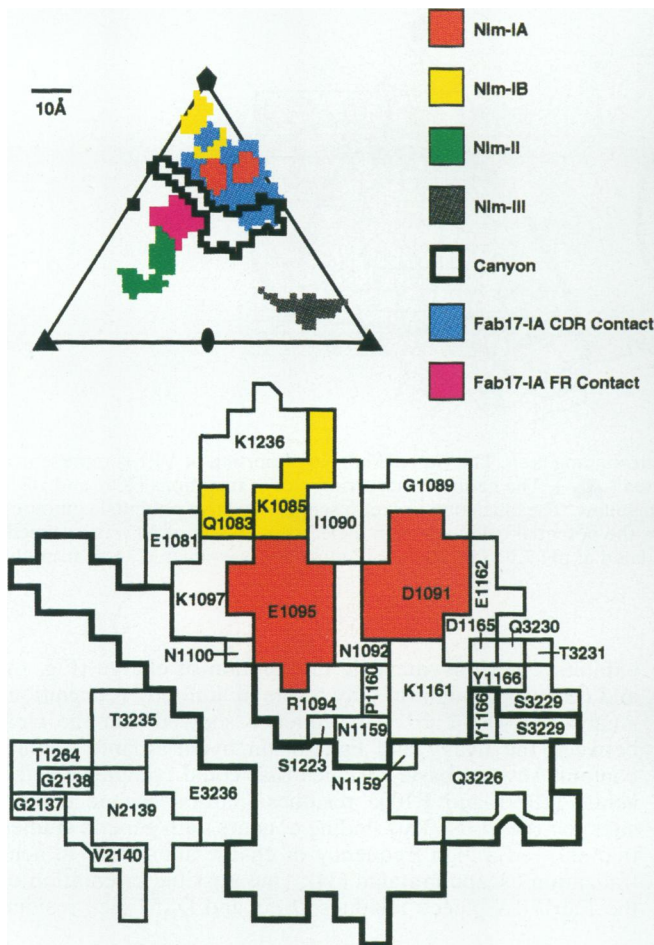 10Å
NIm-IA
NIm-IB
NIm-II
NIm-III
Canyon
Fab17-IA CDR Contact
Fab17-IA FR Contact
K1236
G1089
Q1083
K1085
I1090
E1081
E1162
K1097
E1095
D1091
D1165
Q3230
T3231
N1100
N1092
Y1166
R1094
P1160
K1161
Y1166
S3229
S3229
T3235
S1223
N1159
N1159
T1264
G2138
E3236
Q3226
G2137
N2139
V2140